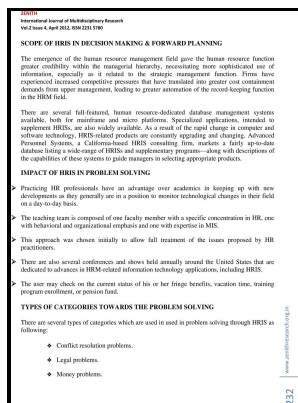 ZENITH
International Journal of Multidisciplinary Research
Vol.2 Issue 4, April 2012, ISSN 2231 5780
SCOPE OF HRIS IN DECISION MAKING & FORWARD PLANNING
The emergence of the human resource management field gave the human resource function
greater credibility within the managerial hierarchy, necessitating more sophisticated use of
information, especially as it related to the strategic management function. Firms have
experienced increased competitive pressures that have translated into greater cost containment
demands from upper management, leading to greater automation of the record-keeping function
in the HRM field.
There are several full-featured, human resource-dedicated database management systems
available, both for mainframe and micro platforms. Specialized applications, intended to
supplement HRISs, are also widely available. As a result of the rapid change in computer and
software technology, HRIS-related products are constantly upgrading and changing. Advanced
Personnel Systems, a California-based HRIS consulting firm, markets a fairly up-to-date
database listing a wide-range of HRISs and supplementary programs—along with descriptions of
the capabilities of these systems to guide managers in selecting appropriate products.
IMPACT OF HRIS IN PROBLEM SOLVING
➤ Practicing HR professionals have an advantage over academics in keeping up with new
developments as they generally are in a position to monitor technological changes in their field
on a day-to-day basis.
➤ The teaching team is composed of one faculty member with a specific concentration in HR, one
with behavioral and organizational emphasis and one with expertise in MIS.
➤ This approach was chosen initially to allow full treatment of the issues proposed by HR
practitioners.
➤ There are also several conferences and shows held annually around the United States that are
dedicated to advances in HRM-related information technology applications, including HRIS.
➤ The user may check on the current status of his or her fringe benefits, vacation time, training
program enrollment, or pension fund.
TYPES OF CATEGORIES TOWARDS THE PROBLEM SOLVING
There are several types of categories which are used in used in problem solving through HRIS as
following:
❖ Conflict resolution problems.
❖ Legal problems.
❖ Money problems.
www.zenithresearch.org.in
232